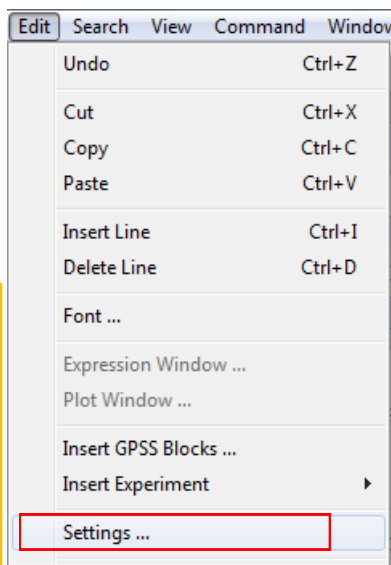 Edit Search View Command Window
Undo Ctrl+Z
Cut Ctrl+X
Copy Ctrl+C
Paste Ctrl+V
Insert Line Ctrl+I
Delete Line Ctrl+D
Font ...
Expression Window ...
Plot Window ...
Insert GPSS Blocks ...
Insert Experiment
Settings ...